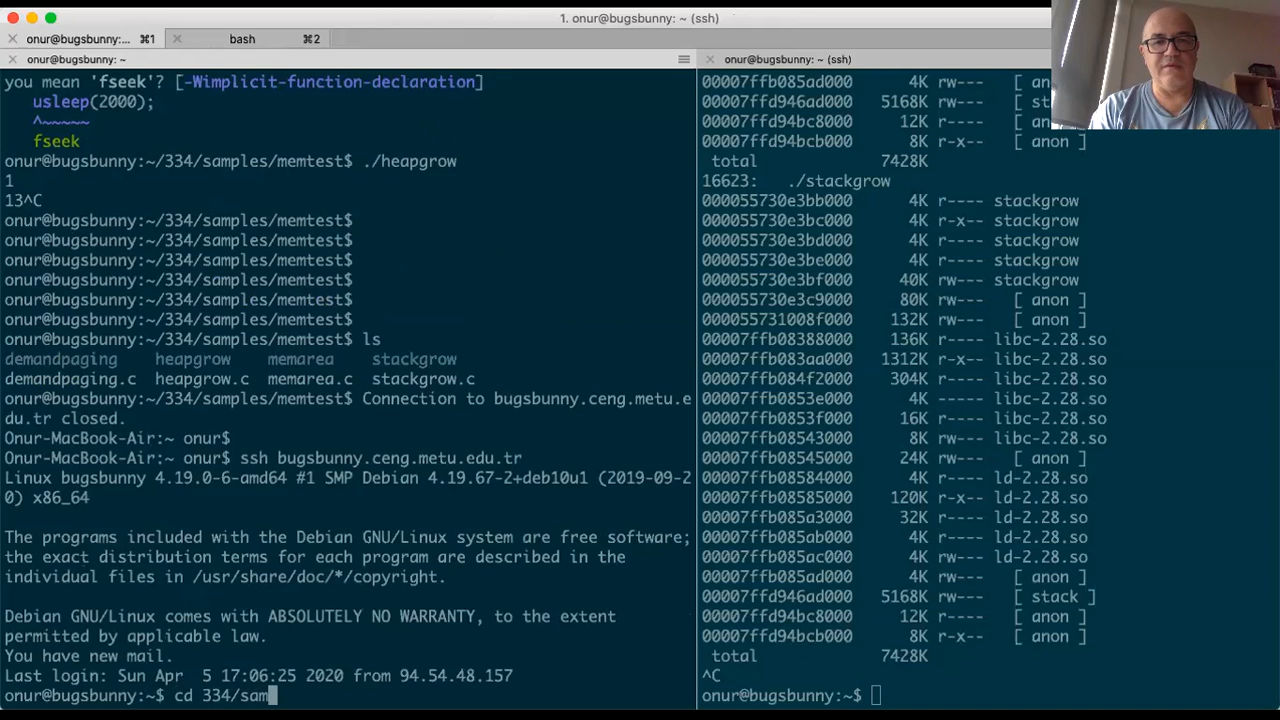 1. onur@bugsbunny: ~ (ssh)
onur@bugsbunny:... ⌘1
bash ⌘2
onur@bugsbunny: ~
you mean 'fseek'? [-Wimplicit-function-declaration]
usleep(2000);
^~~~~~
fseek
onur@bugsbunny:~/334/samples/memtest$ ./heapgrow
1
13^C
onur@bugsbunny:~/334/samples/memtest$
onur@bugsbunny:~/334/samples/memtest$
onur@bugsbunny:~/334/samples/memtest$
onur@bugsbunny:~/334/samples/memtest$
onur@bugsbunny:~/334/samples/memtest$
onur@bugsbunny:~/334/samples/memtest$
onur@bugsbunny:~/334/samples/memtest$ ls
demandpaging heapgrow memarea stackgrow
demandpaging.c heapgrow.c memarea.c stackgrow.c
onur@bugsbunny:~/334/samples/memtest$ Connection to bugsbunny.ceng.metu.e
du.tr closed.
Onur-MacBook-Air:~ onur$
Onur-MacBook-Air:~ onur$ ssh bugsbunny.ceng.metu.edu.tr
Linux bugsbunny 4.19.0-6-amd64 #1 SMP Debian 4.19.67-2+deb10u1 (2019-09-2
0) x86_64
The programs included with the Debian GNU/Linux system are free software;
the exact distribution terms for each program are described in the
individual files in /usr/share/doc/*/copyright.
Debian GNU/Linux comes with ABSOLUTELY NO WARRANTY, to the extent
permitted by applicable law.
You have new mail.
Last login: Sun Apr  5 17:06:25 2020 from 94.54.48.157
onur@bugsbunny:~$ cd 334/sam
onur@bugsbunny: ~ (ssh)
00007ffb085ad000 4K rw--- [ anon
00007ffd946ad000 5168K rw--- [ st
00007ffd94bc8000 12K r---- [ an
00007ffd94bcb000 8K r-x-- [ anon ]
total 7428K
16623: ./stackgrow
000055730e3bb000 4K r---- stackgrow
000055730e3bc000 4K r-x-- stackgrow
000055730e3bd000 4K r---- stackgrow
000055730e3be000 4K r---- stackgrow
000055730e3bf000 40K rw--- stackgrow
000055730e3c9000 80K rw--- [ anon ]
000055731008f000 132K rw--- [ anon ]
00007ffb08388000 136K r---- libc-2.28.so
00007ffb083aa000 1312K r-x-- libc-2.28.so
00007ffb084f2000 304K r---- libc-2.28.so
00007ffb0853e000 4K ----- libc-2.28.so
00007ffb0853f000 16K r---- libc-2.28.so
00007ffb08543000 8K rw--- libc-2.28.so
00007ffb08545000 24K rw--- [ anon ]
00007ffb08584000 4K r---- ld-2.28.so
00007ffb08585000 120K r-x-- ld-2.28.so
00007ffb085a3000 32K r---- ld-2.28.so
00007ffb085ab000 4K r---- ld-2.28.so
00007ffb085ac000 4K rw--- ld-2.28.so
00007ffb085ad000 4K rw--- [ anon ]
00007ffd946ad000 5168K rw--- [ stack ]
00007ffd94bc8000 12K r---- [ anon ]
00007ffd94bcb000 8K r-x-- [ anon ]
total 7428K
^C
onur@bugsbunny:~$